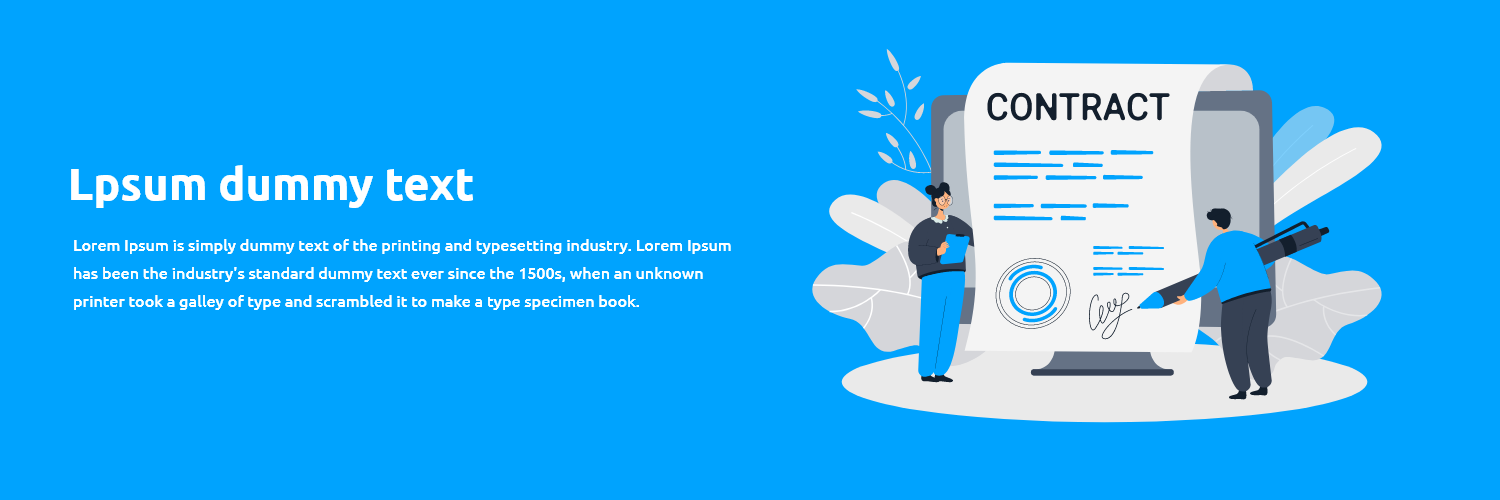 Lpsum dummy text
Lorem Ipsum is simply dummy text of the printing and typesetting industry. Lorem Ipsum
has been the industry's standard dummy text ever since the 1500s, when an unknown
printer took a galley of type and scrambled it to make a type specimen book.
CONTRACT